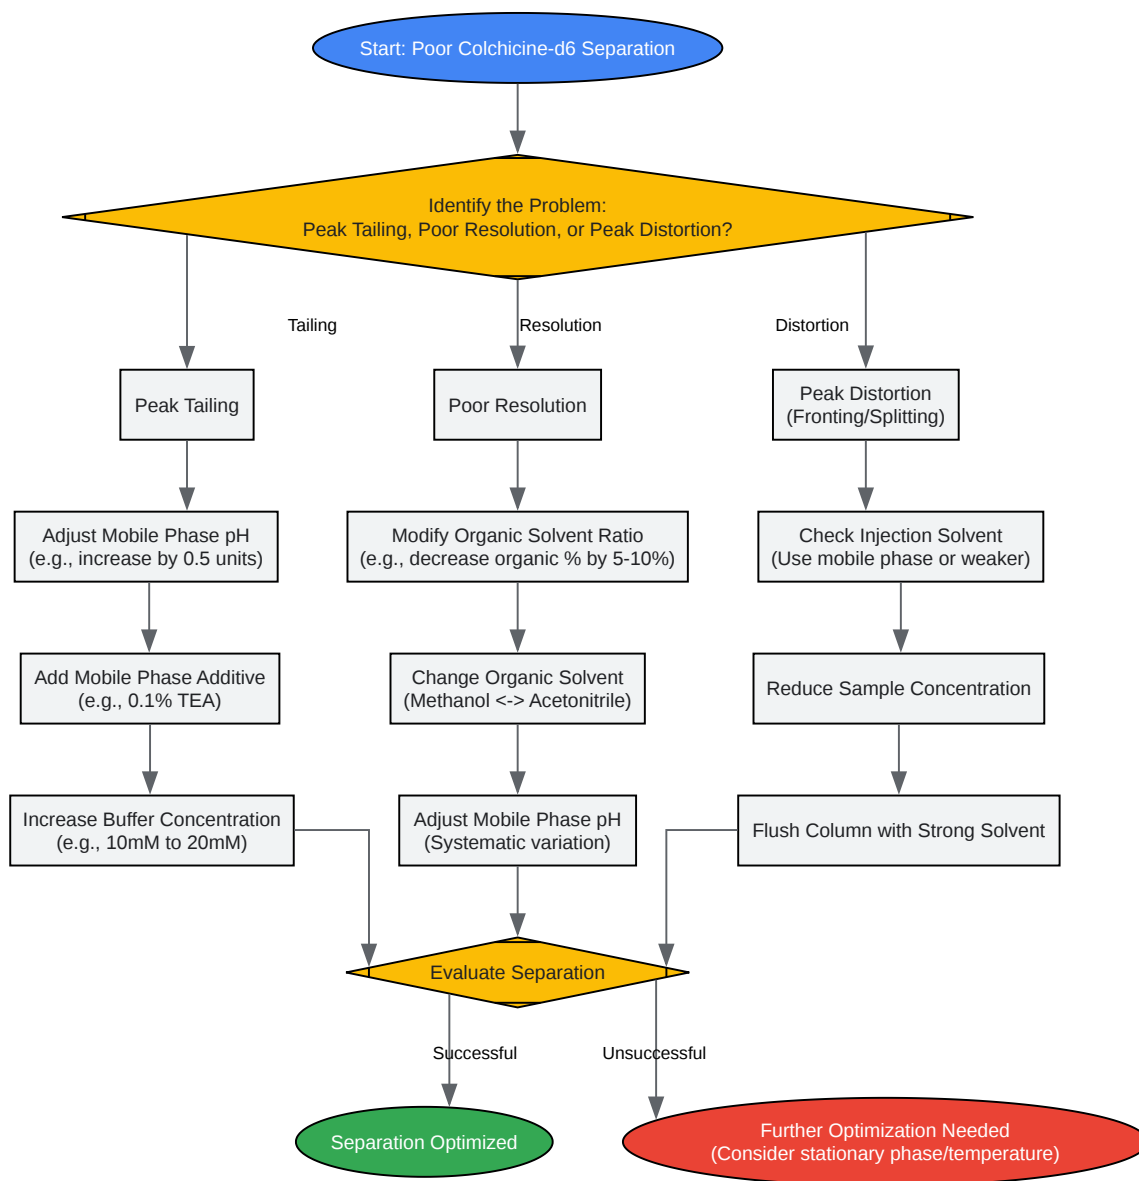 Start: Poor Colchicine-d6 Separation
Identify the Problem:
Peak Tailing, Poor Resolution, or Peak Distortion?
Tailing
Resolution
Distortion
Peak Tailing
Poor Resolution
Peak Distortion
(Fronting/Splitting)
Adjust Mobile Phase pH
(e.g., increase by 0.5 units)
Modify Organic Solvent Ratio
(e.g., decrease organic % by 5-10%)
Check Injection Solvent
(Use mobile phase or weaker)
Add Mobile Phase Additive
(e.g., 0.1% TEA)
Change Organic Solvent
(Methanol <-> Acetonitrile)
Reduce Sample Concentration
Increase Buffer Concentration
(e.g., 10mM to 20mM)
Adjust Mobile Phase pH
(Systematic variation)
Flush Column with Strong Solvent
Evaluate Separation
Successful
Unsuccessful
Separation Optimized
Further Optimization Needed
(Consider stationary phase/temperature)